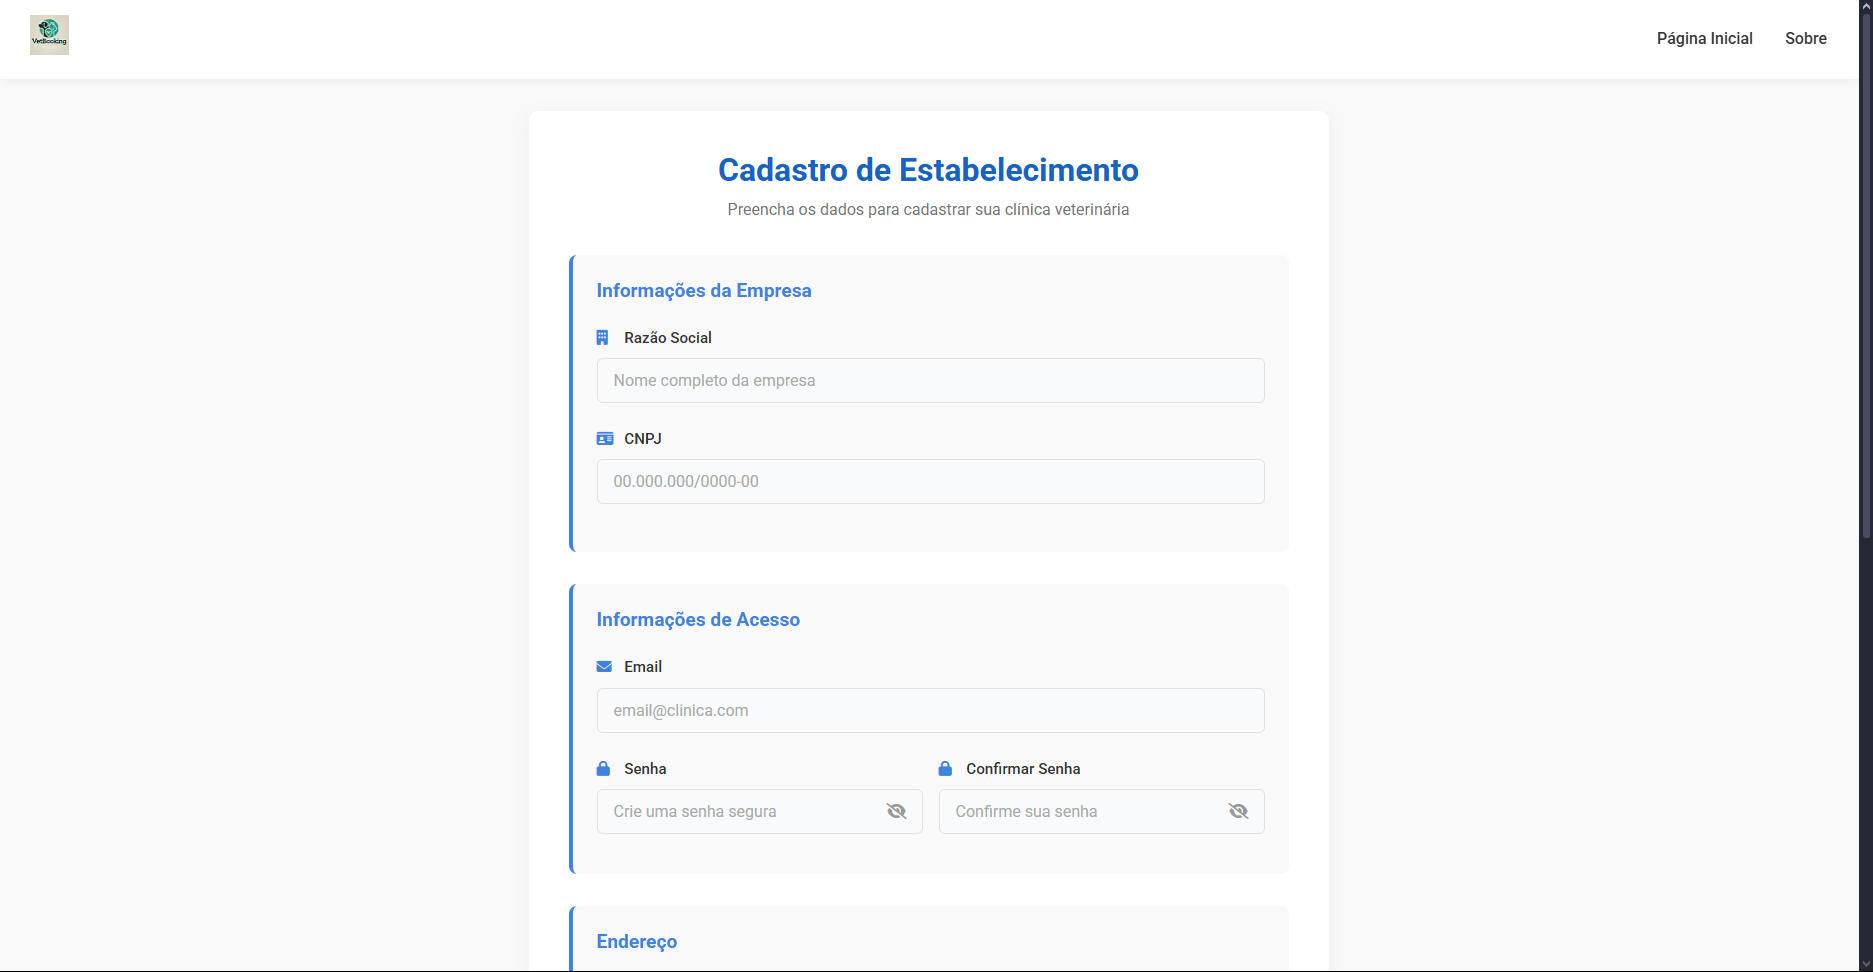 VetBooking
Página Inicial
Sobre
Cadastro de Estabelecimento
Preencha os dados para cadastrar sua clínica veterinária
Informações da Empresa
Razão Social
Nome completo da empresa
CNPJ
00.000.000/0000-00
Informações de Acesso
Email
email@clinica.com
Senha
Confirmar Senha
Crie uma senha segura
Confirme sua senha
Endereço